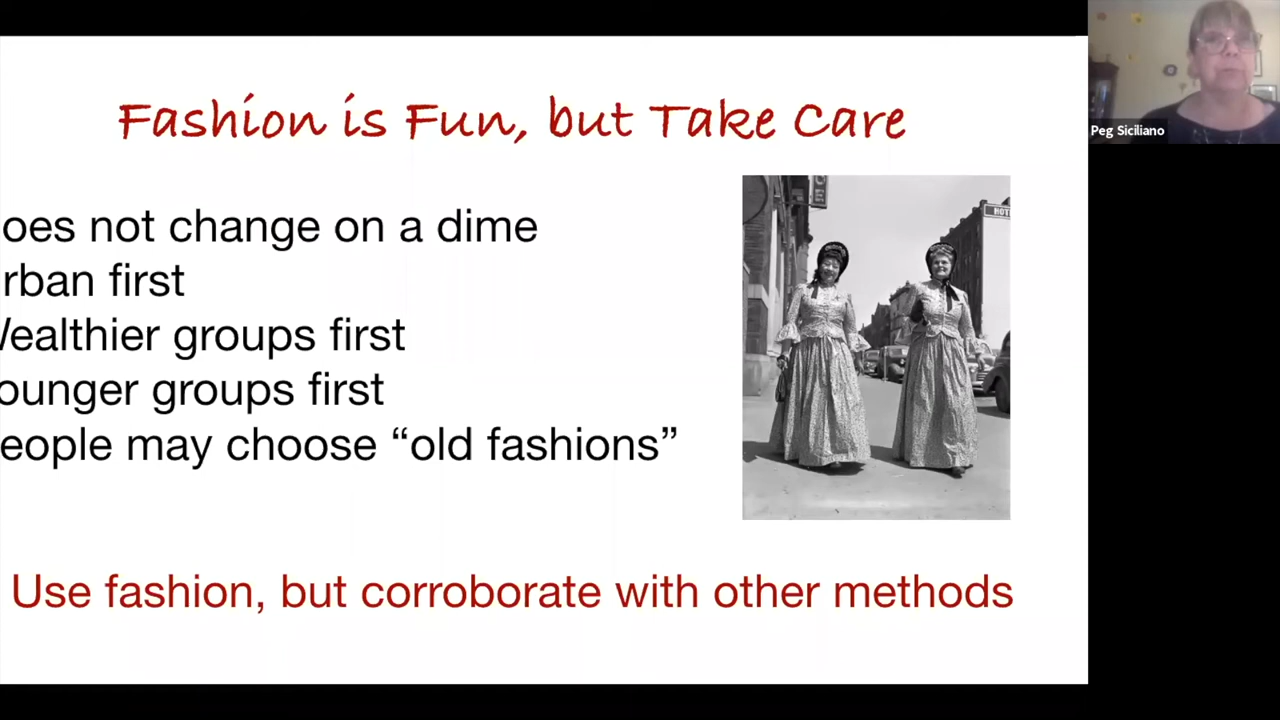 Fashion is Fun, but Take Care
Peg Siciliano
oes not change on a dime
rban first
ealthier groups first
ounger groups first
eople may choose “old fashions”
HOT
Use fashion, but corroborate with other methods